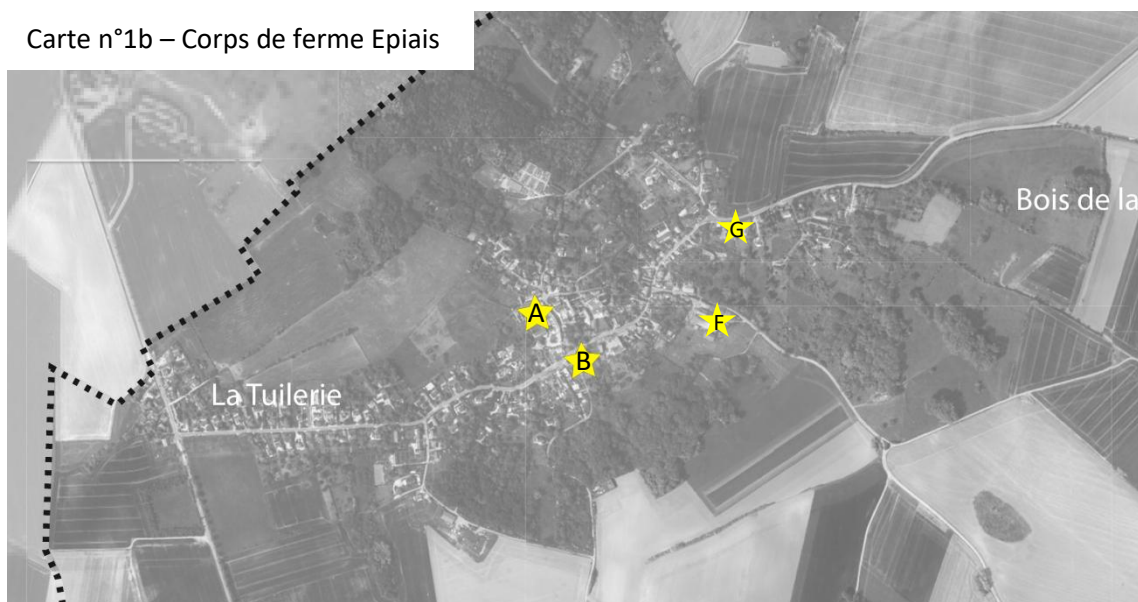 Carte n°1b – Corps de ferme Epiais
Bois de la
G
A
F
B
La Tuilerie